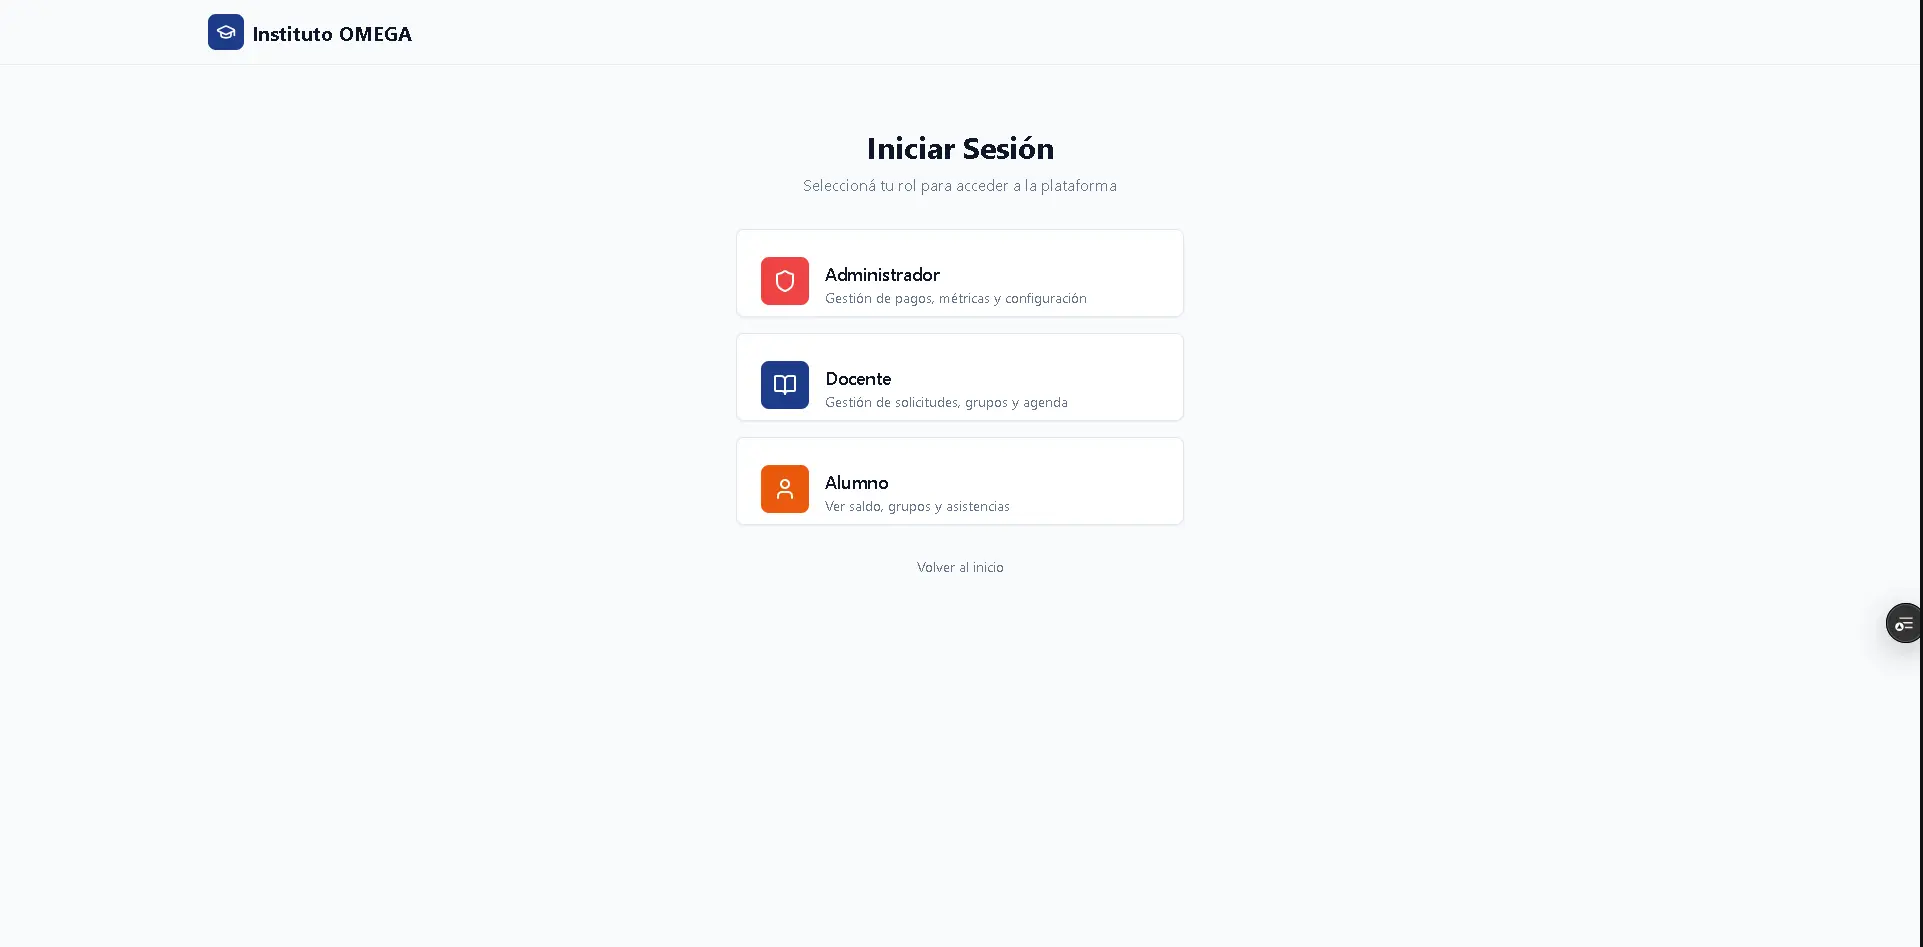 Instituto OMEGA
Iniciar Sesión
Seleccioná tu rol para acceder a la plataforma
Administrador
Gestión de pagos, métricas y configuración
Docente
Gestión de solicitudes, grupos y agenda
Alumno
Ver saldo, grupos y asistencias
Volver al inicio